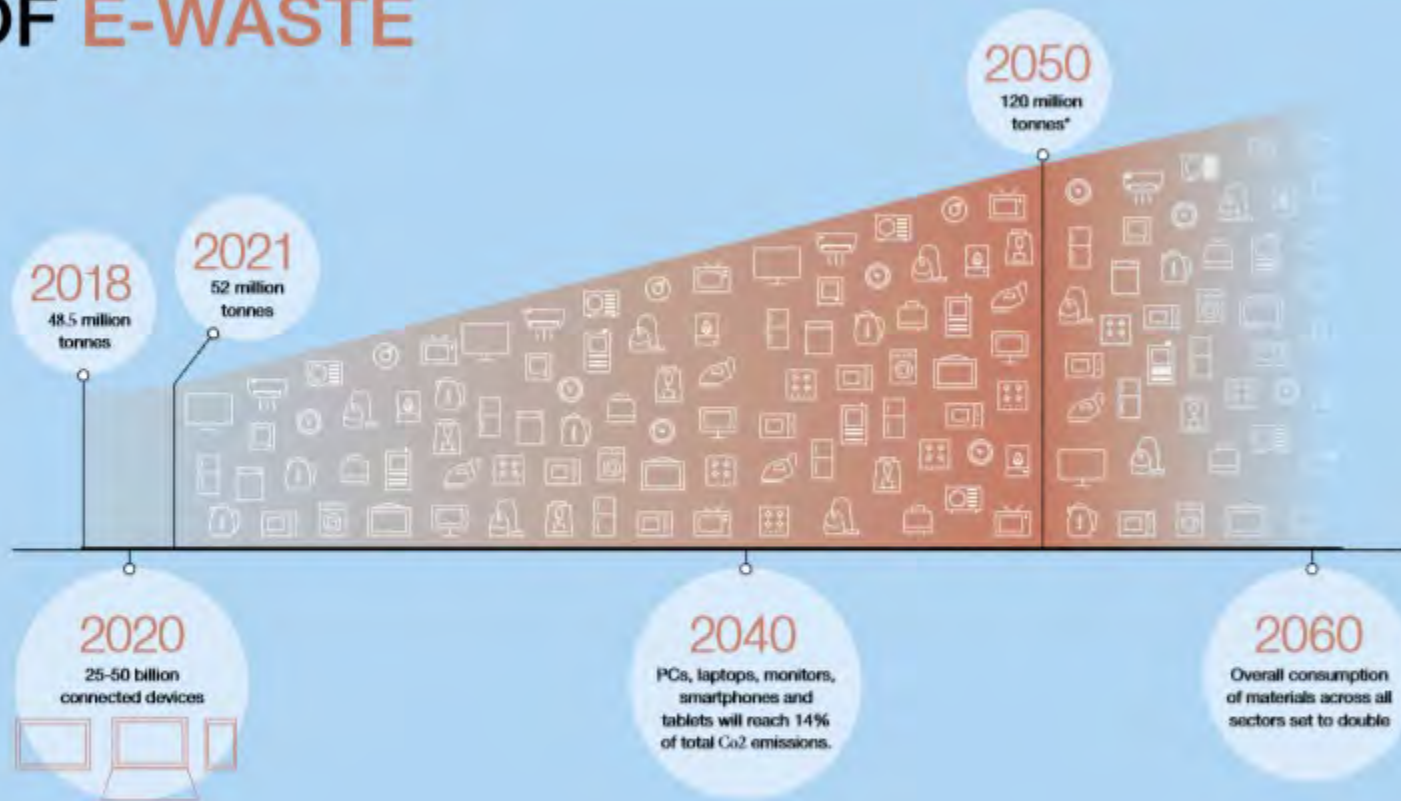 OF E-WASTE
2050
120 million
tonnes*
2021
52 million
tonnes
2018
48.5 million
tonnes
2020
25-50 billion
connected devices
2040
PCs, laptops, monitors,
smartphones and
tablets will reach 14%
of total Co2 emissions.
2060
Overall consumption
of materials across all
sectors set to double